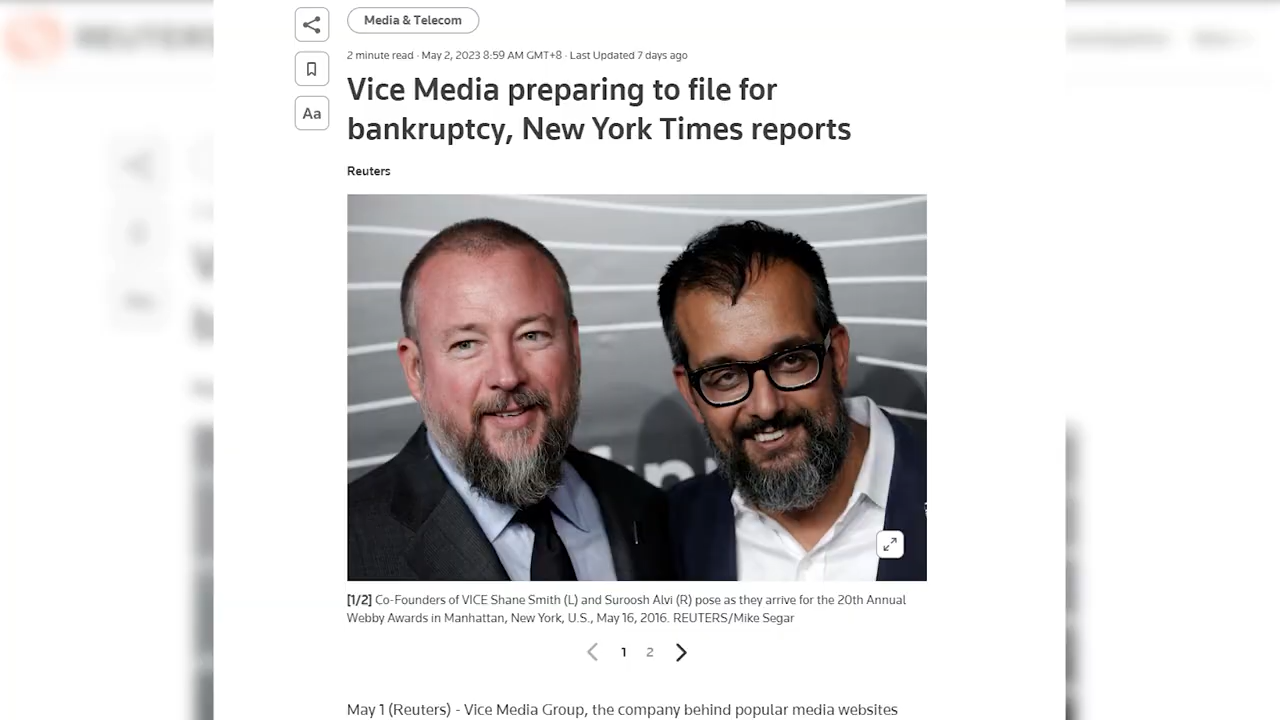 REUTERS
Media & Telecom
2 minute read · May 2, 2023 8:59 AM GMT+8 · Last Updated 7 days ago
Aa
Vice Media preparing to file for
bankruptcy, New York Times reports
Reuters
[1/2] Co-Founders of VICE Shane Smith (L) and Suroosh Alvi (R) pose as they arrive for the 20th Annual
Webby Awards in Manhattan, New York, U.S., May 16, 2016. REUTERS/Mike Segar
1 2
May 1 (Reuters) - Vice Media Group, the company behind popular media websites